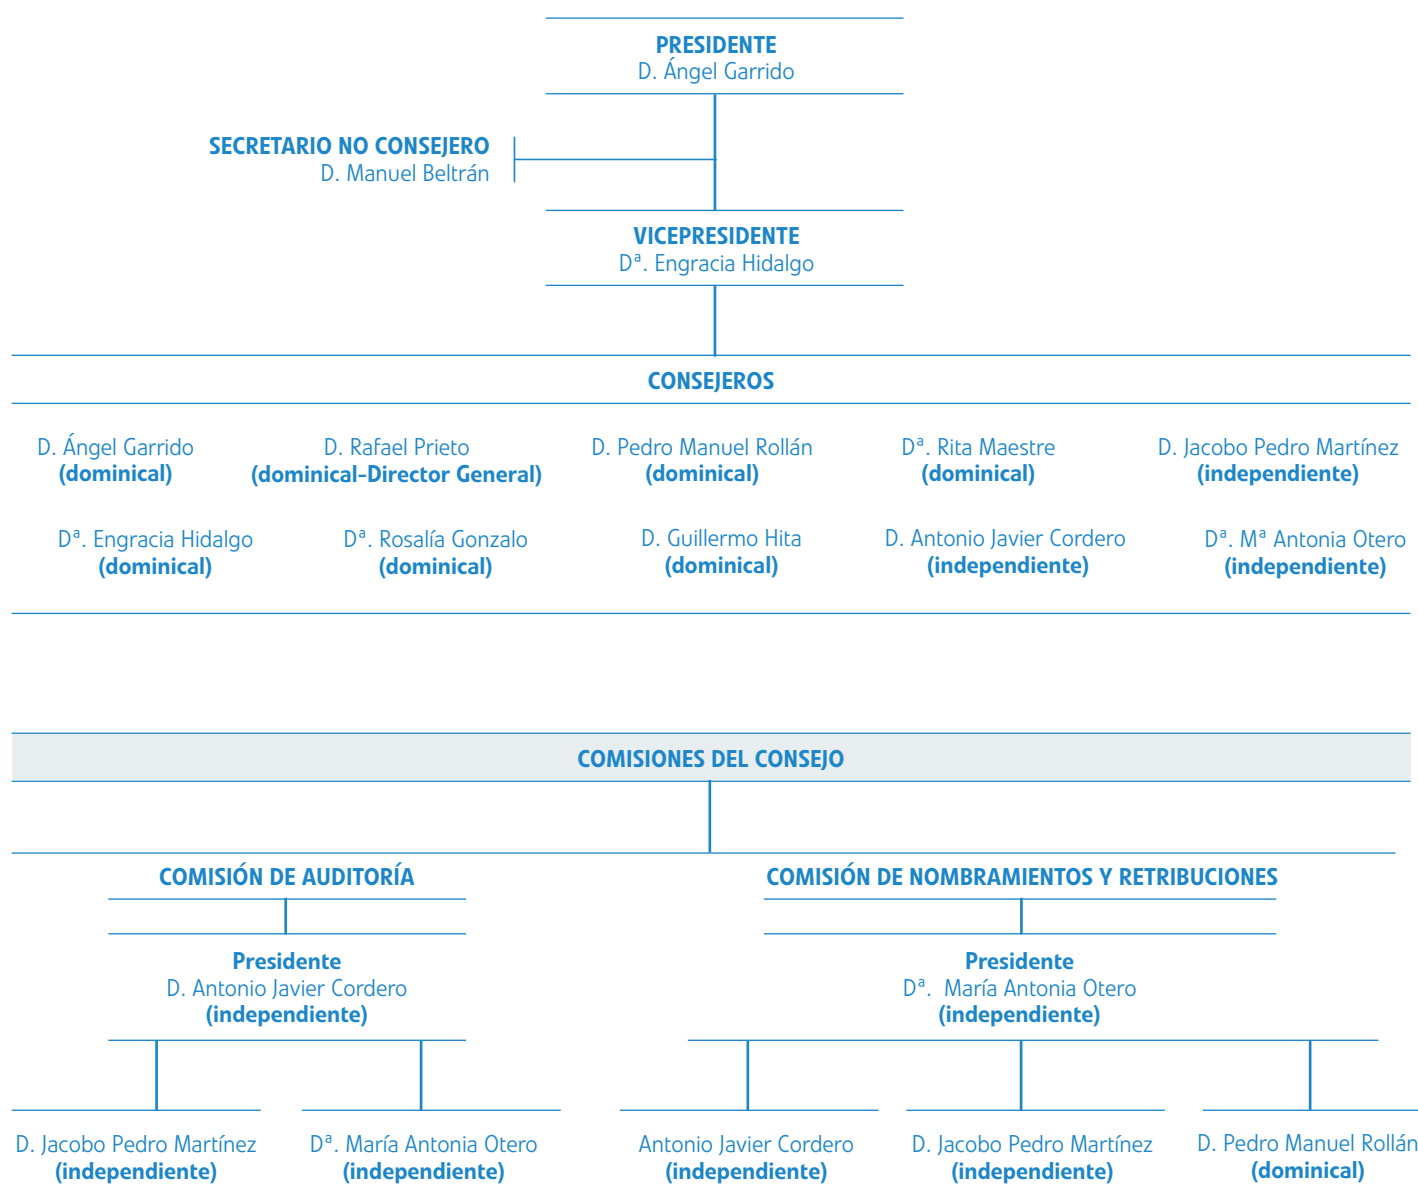 PRESIDENTE
D. Ángel Garrido
SECRETARIO NO CONSEJERO
D. Manuel Beltrán
VICEPRESIDENTE
Dª. Engracia Hidalgo
CONSEJEROS
D. Ángel Garrido
(dominical)
D. Rafael Prieto
(dominical-Director General)
D. Pedro Manuel Rollán
(dominical)
Dª. Rita Maestre
(dominical)
D. Jacobo Pedro Martínez
(independiente)
Dª. Engracia Hidalgo
(dominical)
Dª. Rosalía Gonzalo
(dominical)
D. Guillermo Hita
(dominical)
D. Antonio Javier Cordero
(independiente)
Dª. Mª Antonia Otero
(independiente)
COMISIONES DEL CONSEJO
COMISIÓN DE AUDITORÍA
Presidente
D. Antonio Javier Cordero
(independiente)
D. Jacobo Pedro Martínez
(independiente)
Dª. María Antonia Otero
(independiente)
COMISIÓN DE NOMBRAMIENTOS Y RETRIBUCIONES
Presidente
Dª. María Antonia Otero
(independiente)
Antonio Javier Cordero
(independiente)
D. Jacobo Pedro Martínez
(independiente)
D. Pedro Manuel Rollán
(dominical)